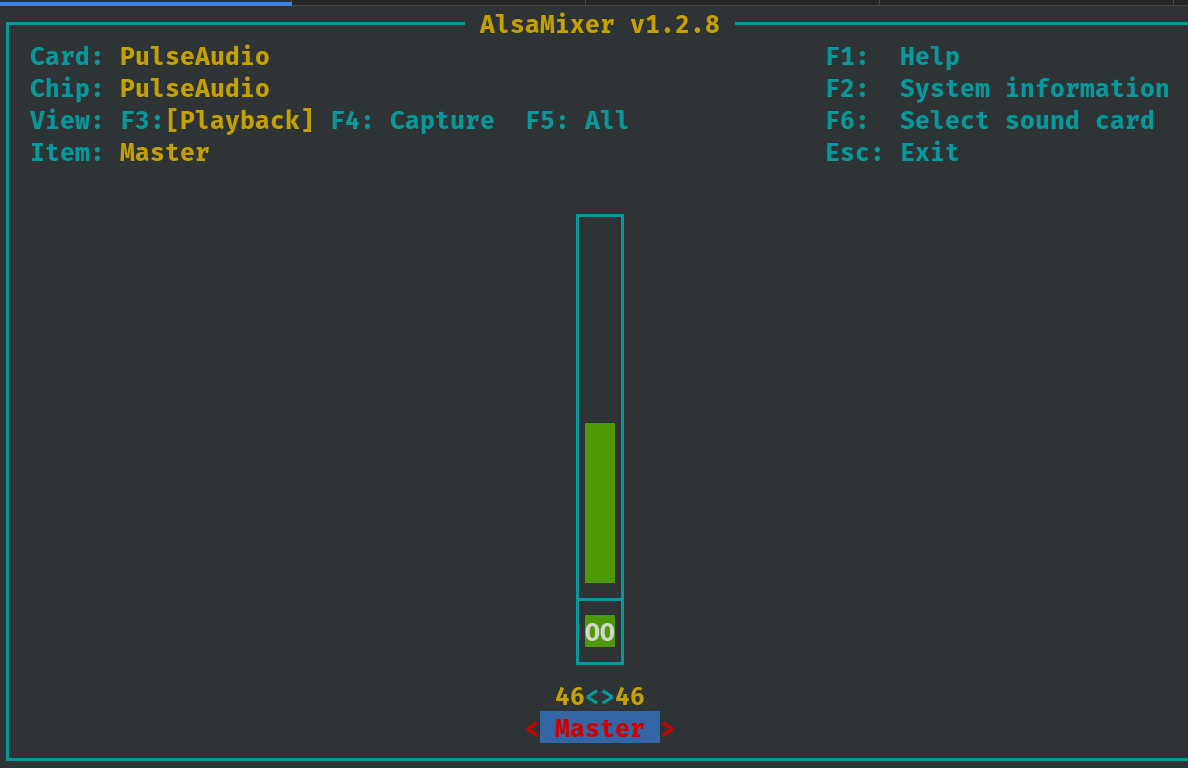 AlsaMixer v1.2.8
Card: PulseAudio F1: Help
Chip: PulseAudio F2: System information
View: F3:[Playback] F4: Capture F5: All F6: Select sound card
Item: Master Esc: Exit
OO
46<>46
< Master >